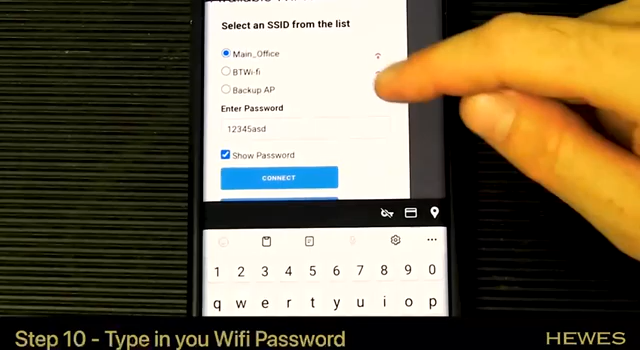 Select an SSID from the list
Main_Office
BTWi-fi
Backup AP
Enter Password
12345asd
Show Password
CONNECT
1 2 3 4 5 6 7 8 9 0
q w e r t y u i o p
Step 10 - Type in you Wifi Password
HEWES